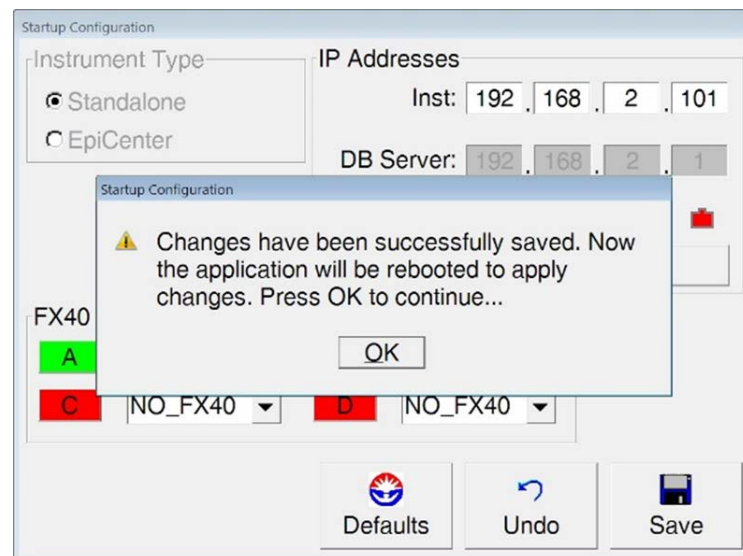 Startup Configuration
Instrument Type
Standalone
EpiCenter
IP Addresses
Inst: 192 . 168 . 2 . 101
DB Server: 192 . 168 . 2 . 1
Startup Configuration
Changes have been successfully saved. Now
the application will be rebooted to apply
changes. Press OK to continue...
OK
FX40
A
C NO_FX40 D NO_FX40
Defaults Undo Save